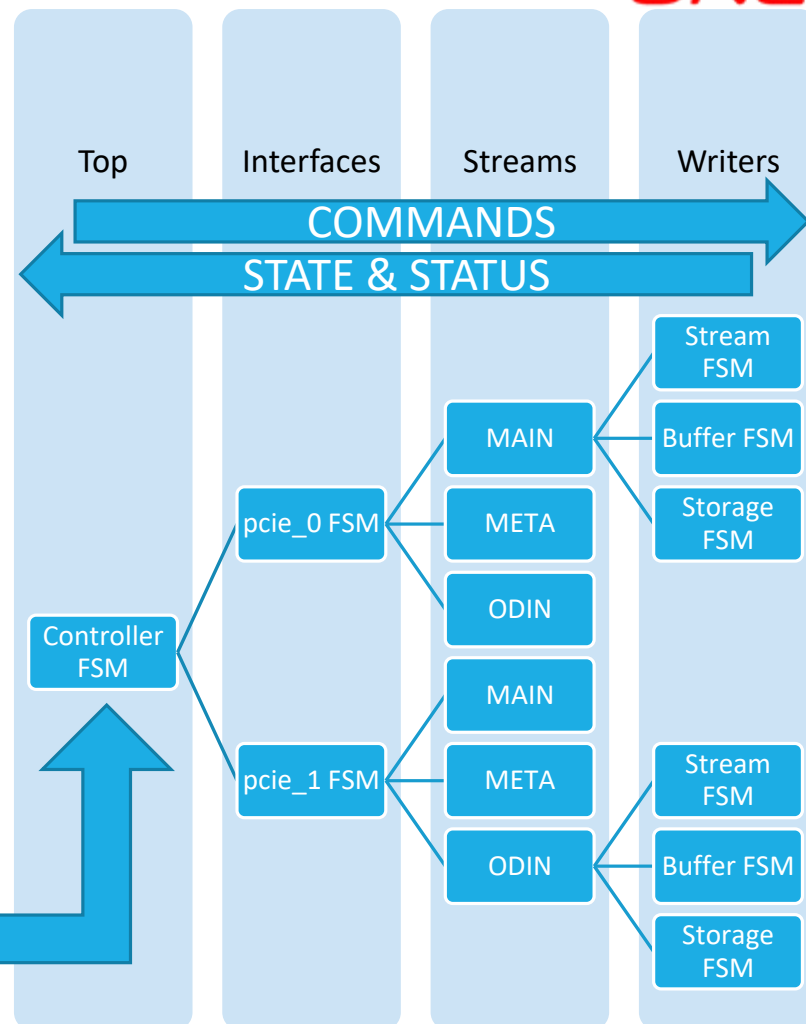 Top
Interfaces
Streams
Writers
COMMANDS
STATE & STATUS
Controller
FSM
pcie_0 FSM
pcie_1 FSM
MAIN
META
ODIN
MAIN
META
ODIN
Stream
FSM
Buffer FSM
Storage
FSM
Stream
FSM
Buffer FSM
Storage
FSM